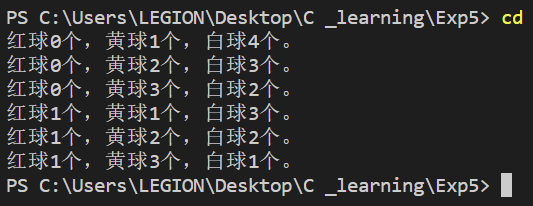 PS C:\Users\LEGION\Desktop\C _learning\Exp5> cd
红球0个，黄球1个，白球4个。
红球0个，黄球2个，白球3个。
红球0个，黄球3个，白球2个。
红球1个，黄球1个，白球3个。
红球1个，黄球2个，白球2个。
红球1个，黄球3个，白球1个。
PS C:\Users\LEGION\Desktop\C _learning\Exp5>